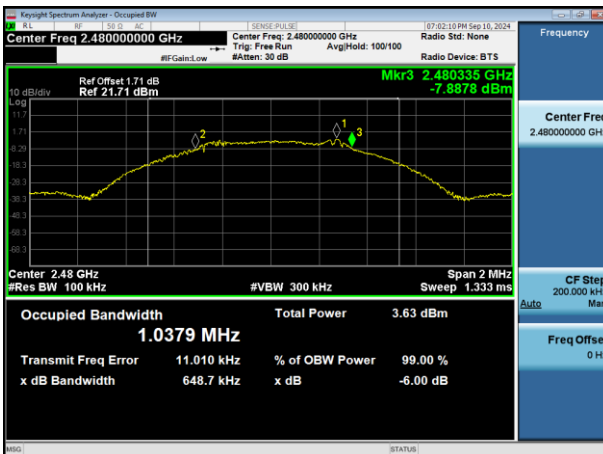 Keysight Spectrum Analyzer - Occupied BW
RL RF 50 Ω AC SENSE:PULSE 07:02:10 PM Sep 10, 2024
Center Freq 2.480000000 GHz
Center Freq: 2.480000000 GHz
Radio Std: None
Trig: Free Run Avg|Hold: 100/100
#IFGain:Low #Atten: 30 dB Radio Device: BTS
Ref Offset 1.71 dB
Mkr3 2.480335 GHz
10 dB/div Ref 21.71 dBm -7.8878 dBm
Log
11.7
1.71
-8.29
-18.3
-28.3
-38.3
-48.3
-58.3
-68.3
1
2
3
Center 2.48 GHz Span 2 MHz
#Res BW 100 kHz #VBW 300 kHz Sweep 1.333 ms
Occupied Bandwidth Total Power 3.63 dBm
1.0379 MHz
Transmit Freq Error 11.010 kHz % of OBW Power 99.00 %
x dB Bandwidth 648.7 kHz x dB -6.00 dB
MSG STATUS
Frequency
Center Fre
2.480000000 GH
CF Step
200.000 kH
Auto Ma
Freq Offse
0 H